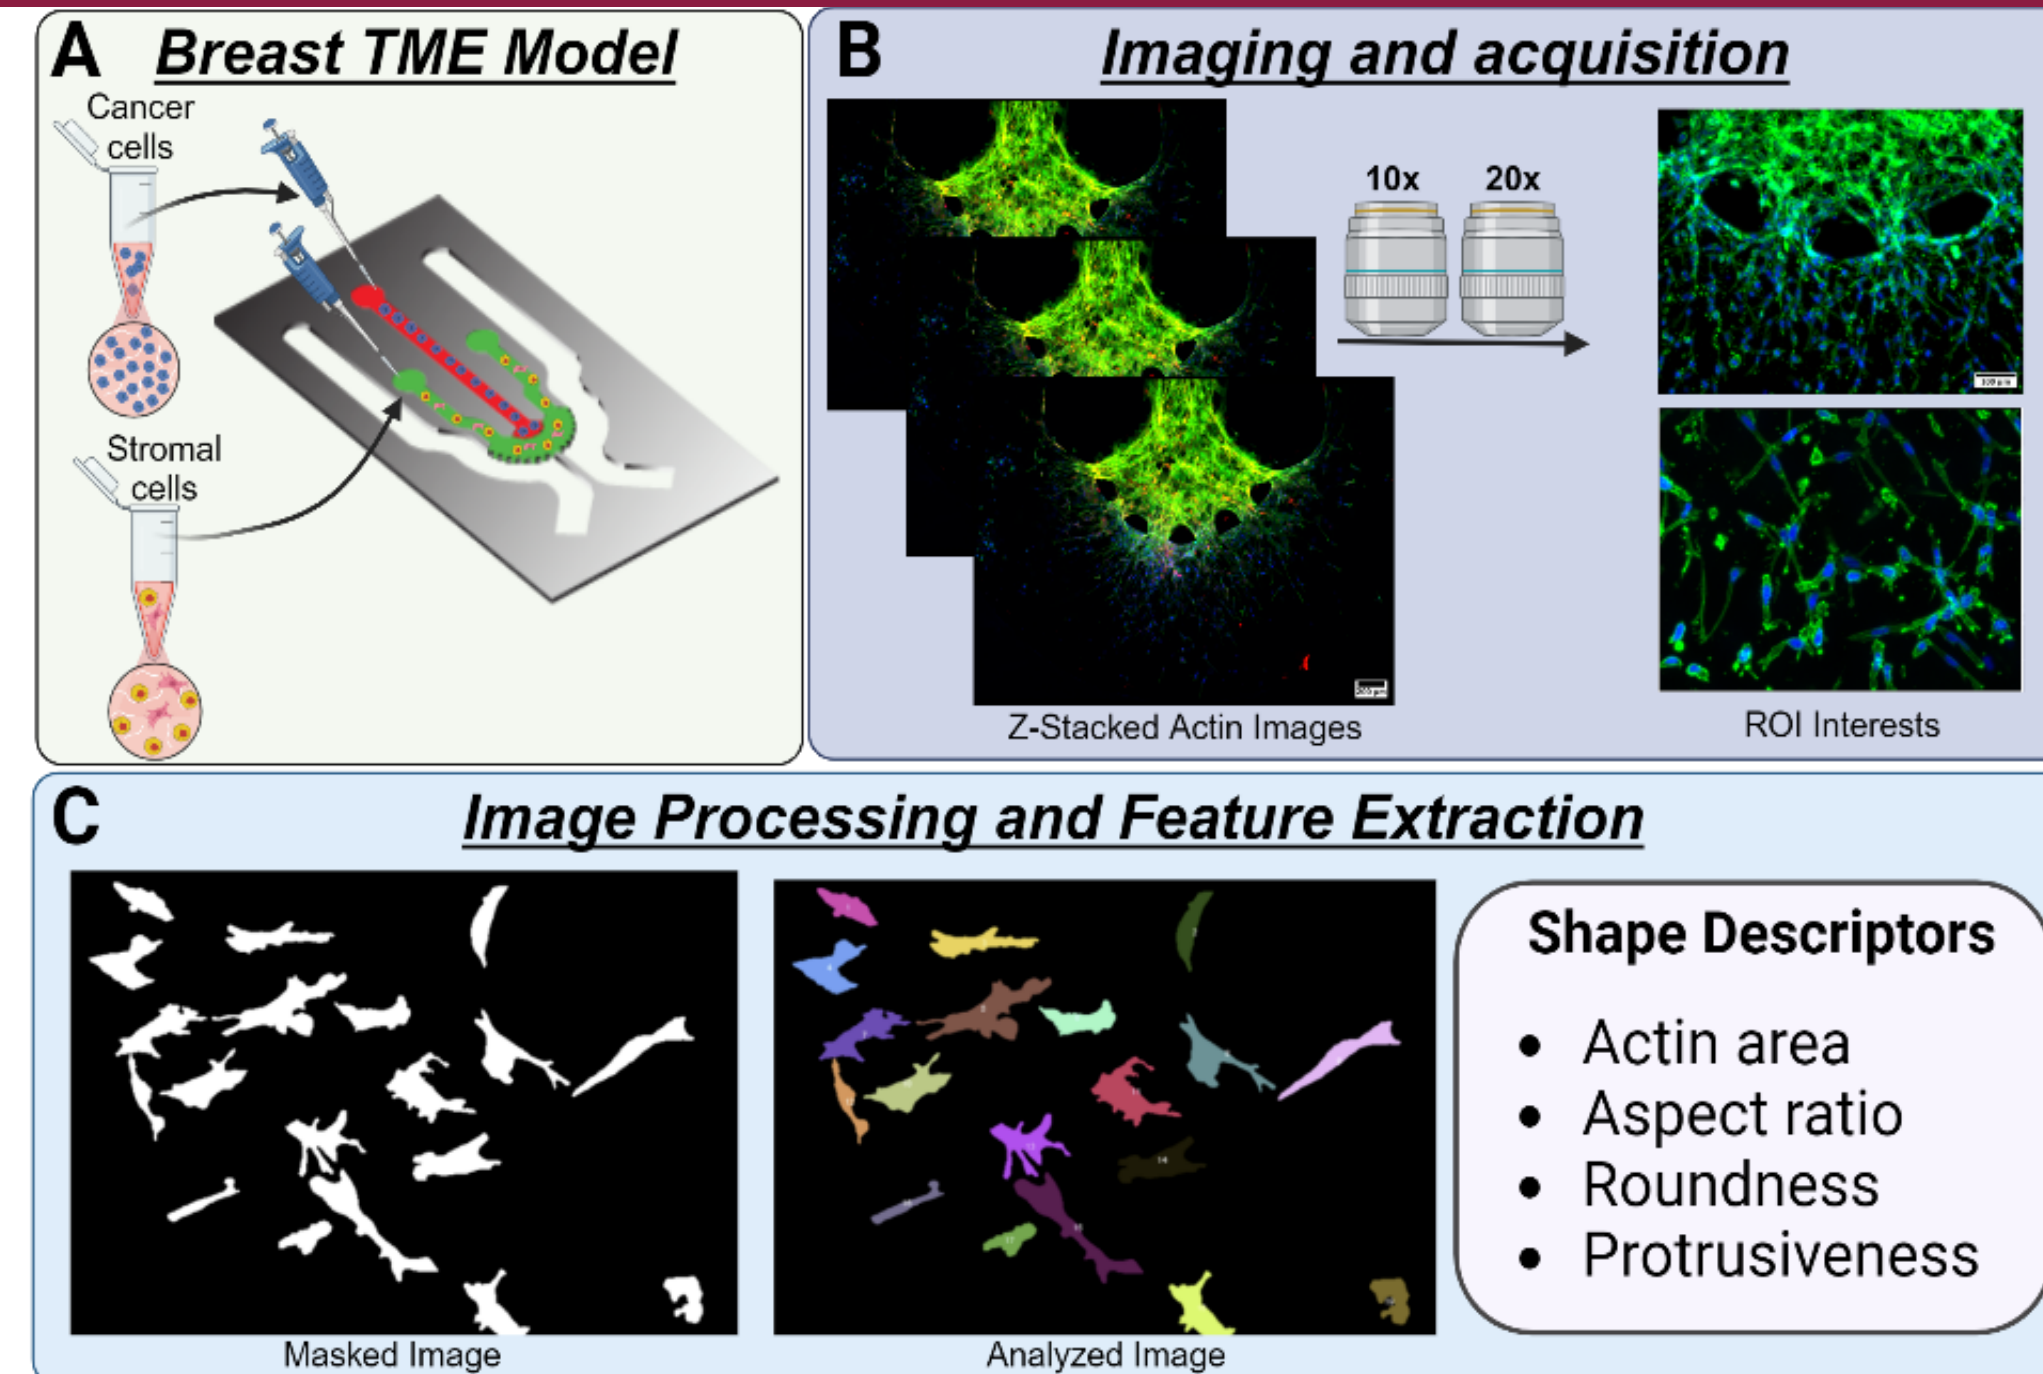 A
Breast TME Model
Cancer
cells
Stromal
cells
B
Imaging and acquisition
10x
20x
Z-Stacked Actin Images
ROI Interests
C
Image Processing and Feature Extraction
Masked Image
Analyzed Image
Shape Descriptors
• Actin area
• Aspect ratio
• Roundness
• Protrusiveness